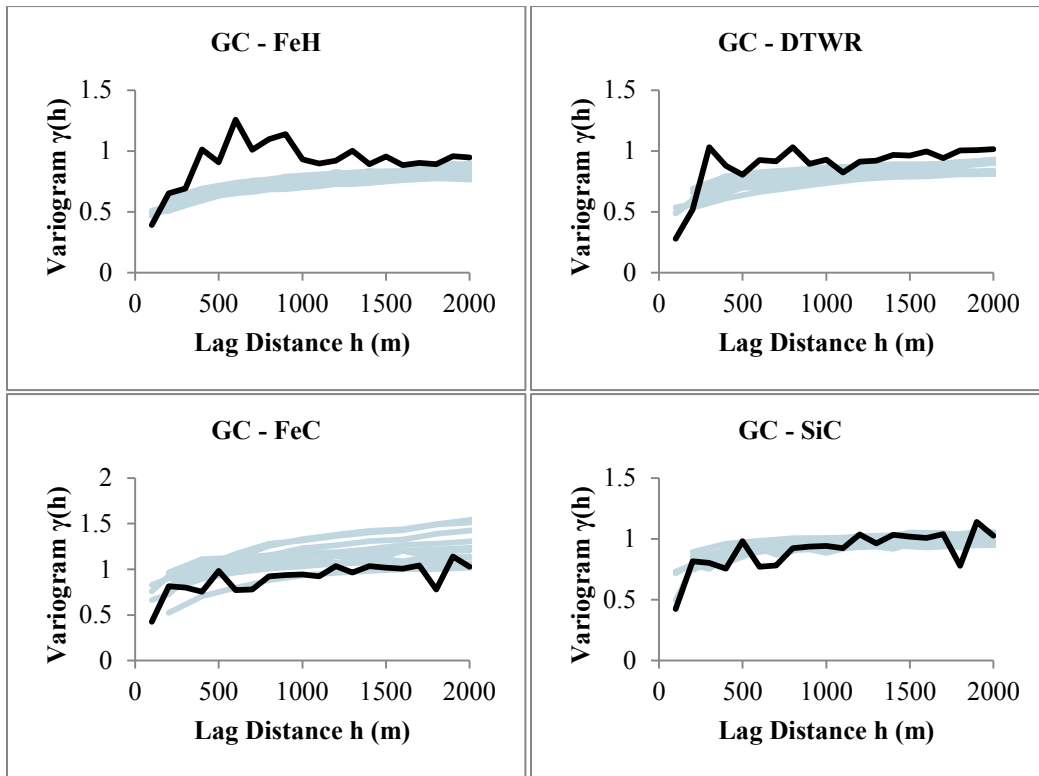 GC - FeH
Variogram γ(h)
1.5
1
0.5
0
0 500 1000 1500 2000
Lag Distance h (m)
GC - DTWR
Variogram γ(h)
1.5
1
0.5
0
0 500 1000 1500 2000
Lag Distance h (m)
GC - FeC
Variogram γ(h)
2
1.5
1
0.5
0
0 500 1000 1500 2000
Lag Distance h (m)
GC - SiC
Variogram γ(h)
1.5
1
0.5
0
0 500 1000 1500 2000
Lag Distance h (m)